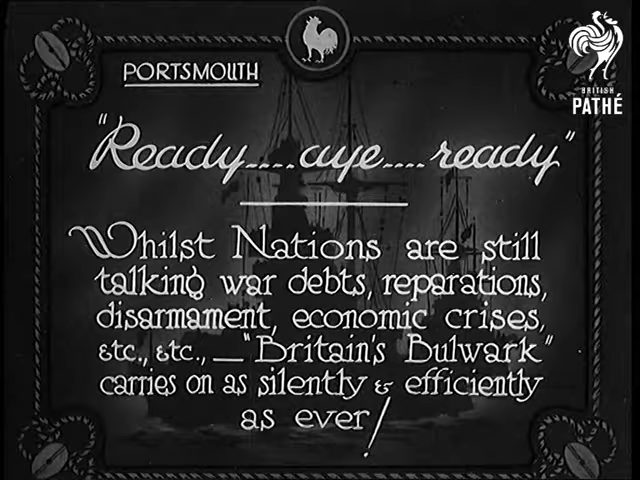 PORTSMOUTH
BRITISH
PATHÉ
"Ready....aye....ready"
Whilst Nations are still
talking war debts, reparations,
disarmament, economic crises,
etc., etc., — "Britain's Bulwark"
carries on as silently & efficiently
as ever!